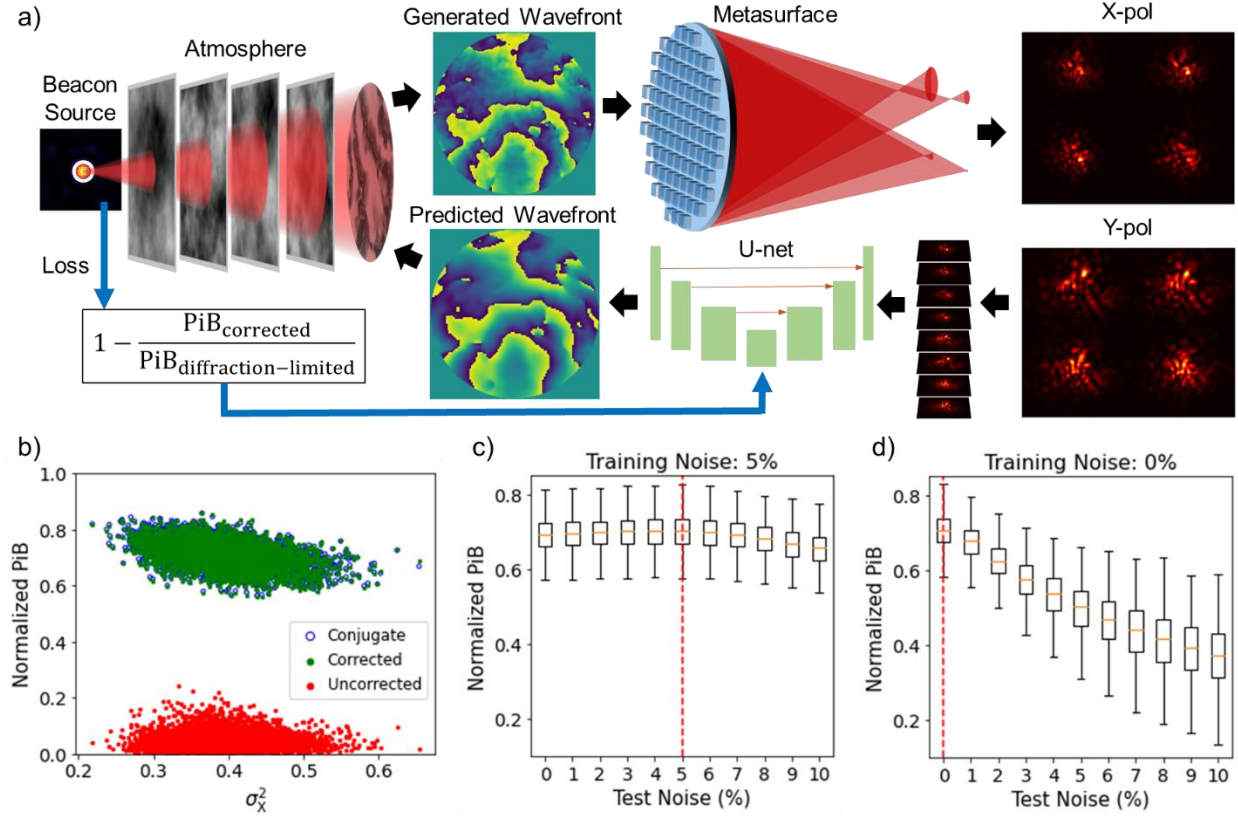 a)
Beacon
Source
Atmosphere
Generated Wavefront
Metasurface
X-pol
Loss
Predicted Wavefront
U-net
Y-pol
1 − PiB_corrected / PiB_diffraction−limited
b)
Normalized PiB
1.0
0.8
0.6
0.4
0.2
0.0
Conjugate
Corrected
Uncorrected
0.2 0.3 0.4 0.5 0.6
σ²_X
c)
Training Noise: 5%
Normalized PiB
0.8
0.6
0.4
0.2
0 1 2 3 4 5 6 7 8 9 10
Test Noise (%)
d)
Training Noise: 0%
Normalized PiB
0.8
0.6
0.4
0.2
0 1 2 3 4 5 6 7 8 9 10
Test Noise (%)